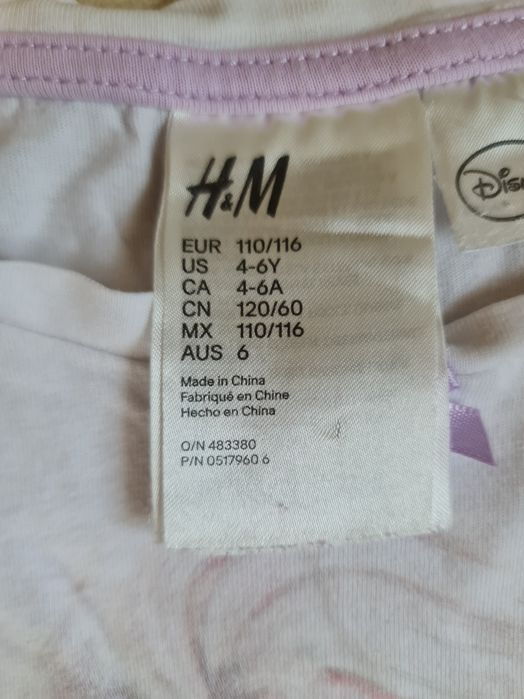 H&M
EUR 110/116
US 4-6Y
CA 4-6A
CN 120/60
MX 110/116
AUS 6
Made in China
Fabriqué en Chine
Hecho en China
O/N 483380
P/N 0517960 6
Dis